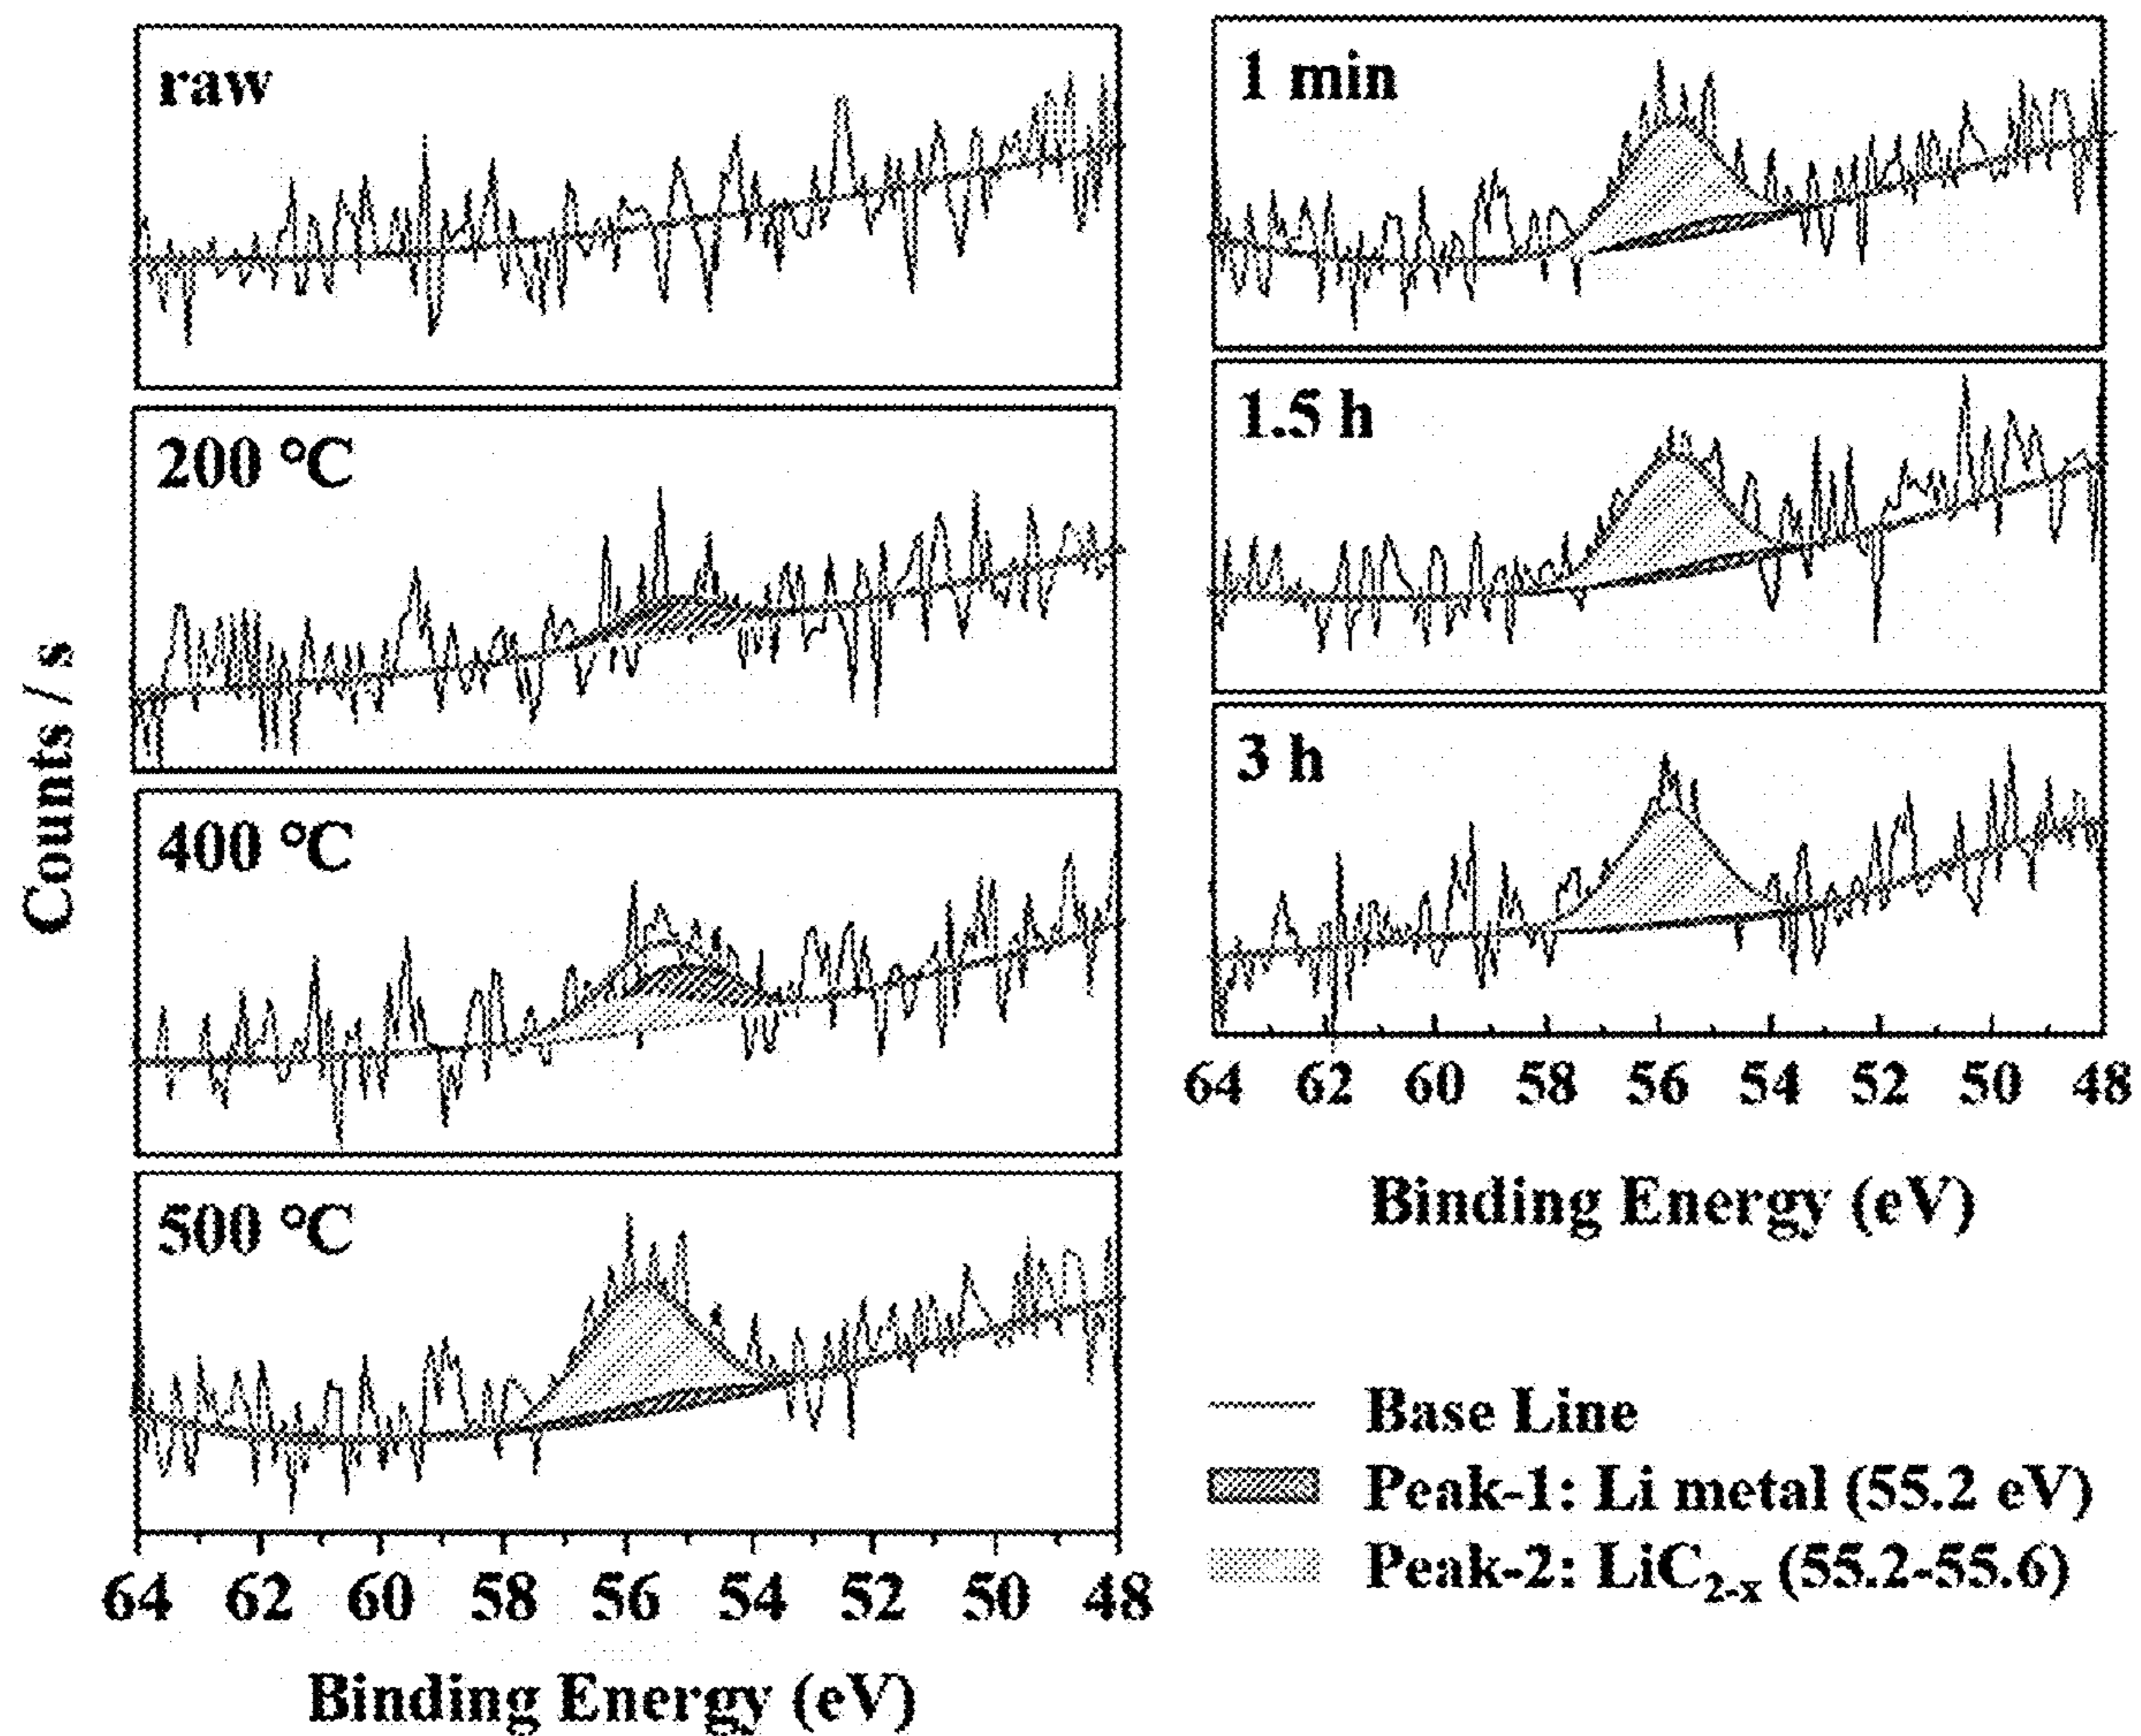 Counts / s
raw
200 °C
400 °C
500 °C
64 62 60 58 56 54 52 50 48
Binding Energy (eV)
1 min
1.5 h
3 h
64 62 60 58 56 54 52 50 48
Binding Energy (eV)
Base Line
Peak-1: Li metal (55.2 eV)
Peak-2: LiC₂₋ₓ (55.2-55.6)